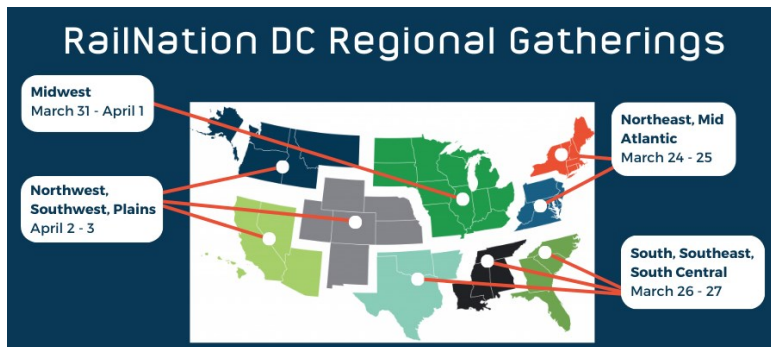 RailNation DC Regional Gatherings
Midwest
March 31 - April 1
Northeast, Mid
Atlantic
March 24 - 25
Northwest,
Southwest, Plains
April 2 - 3
South, Southeast,
South Central
March 26 - 27